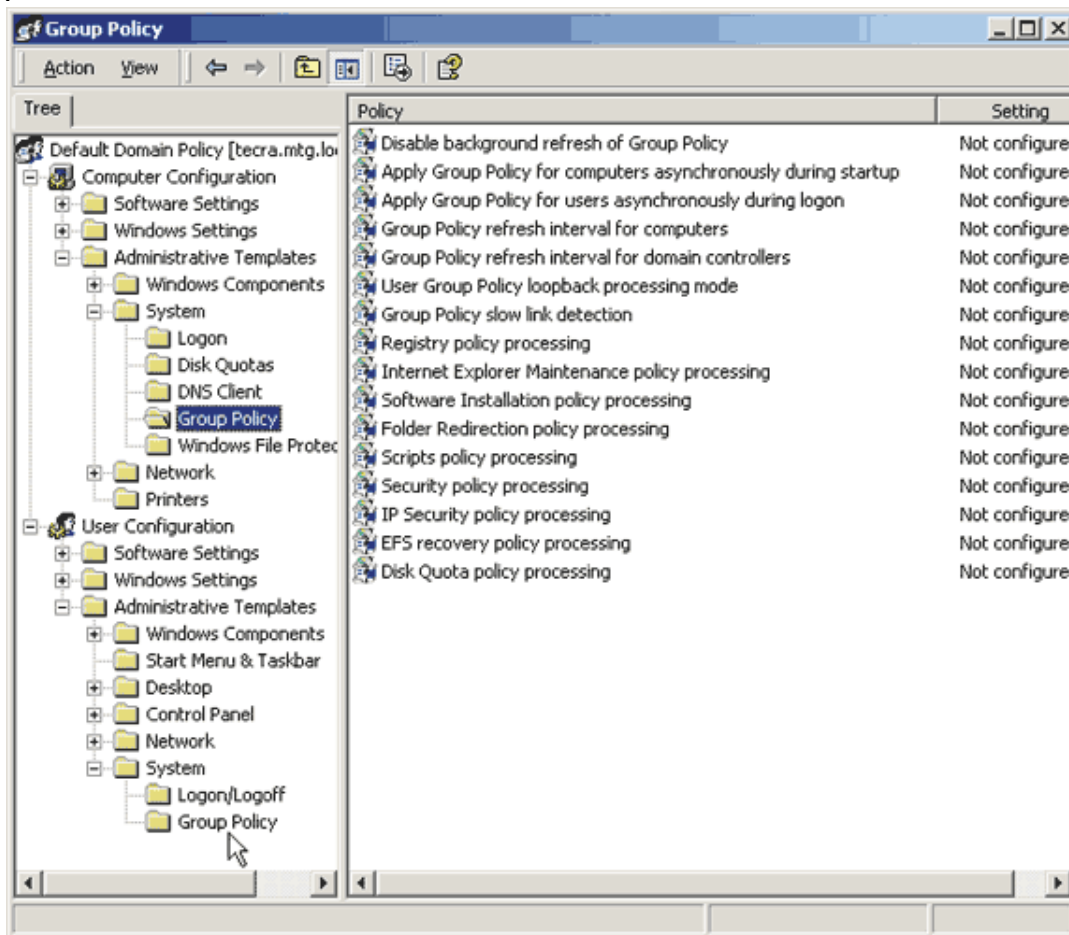 Group Policy
Action View
Tree
Default Domain Policy [tecra.mtg.lo
Computer Configuration
Software Settings
Windows Settings
Administrative Templates
Windows Components
System
Logon
Disk Quotas
DNS Client
Group Policy
Windows File Protec
Network
Printers
User Configuration
Software Settings
Windows Settings
Administrative Templates
Windows Components
Start Menu & Taskbar
Desktop
Control Panel
Network
System
Logon/Logoff
Group Policy
Policy Setting
Disable background refresh of Group Policy Not configure
Apply Group Policy for computers asynchronously during startup Not configure
Apply Group Policy for users asynchronously during logon Not configure
Group Policy refresh interval for computers Not configure
Group Policy refresh interval for domain controllers Not configure
User Group Policy loopback processing mode Not configure
Group Policy slow link detection Not configure
Registry policy processing Not configure
Internet Explorer Maintenance policy processing Not configure
Software Installation policy processing Not configure
Folder Redirection policy processing Not configure
Scripts policy processing Not configure
Security policy processing Not configure
IP Security policy processing Not configure
EFS recovery policy processing Not configure
Disk Quota policy processing Not configure